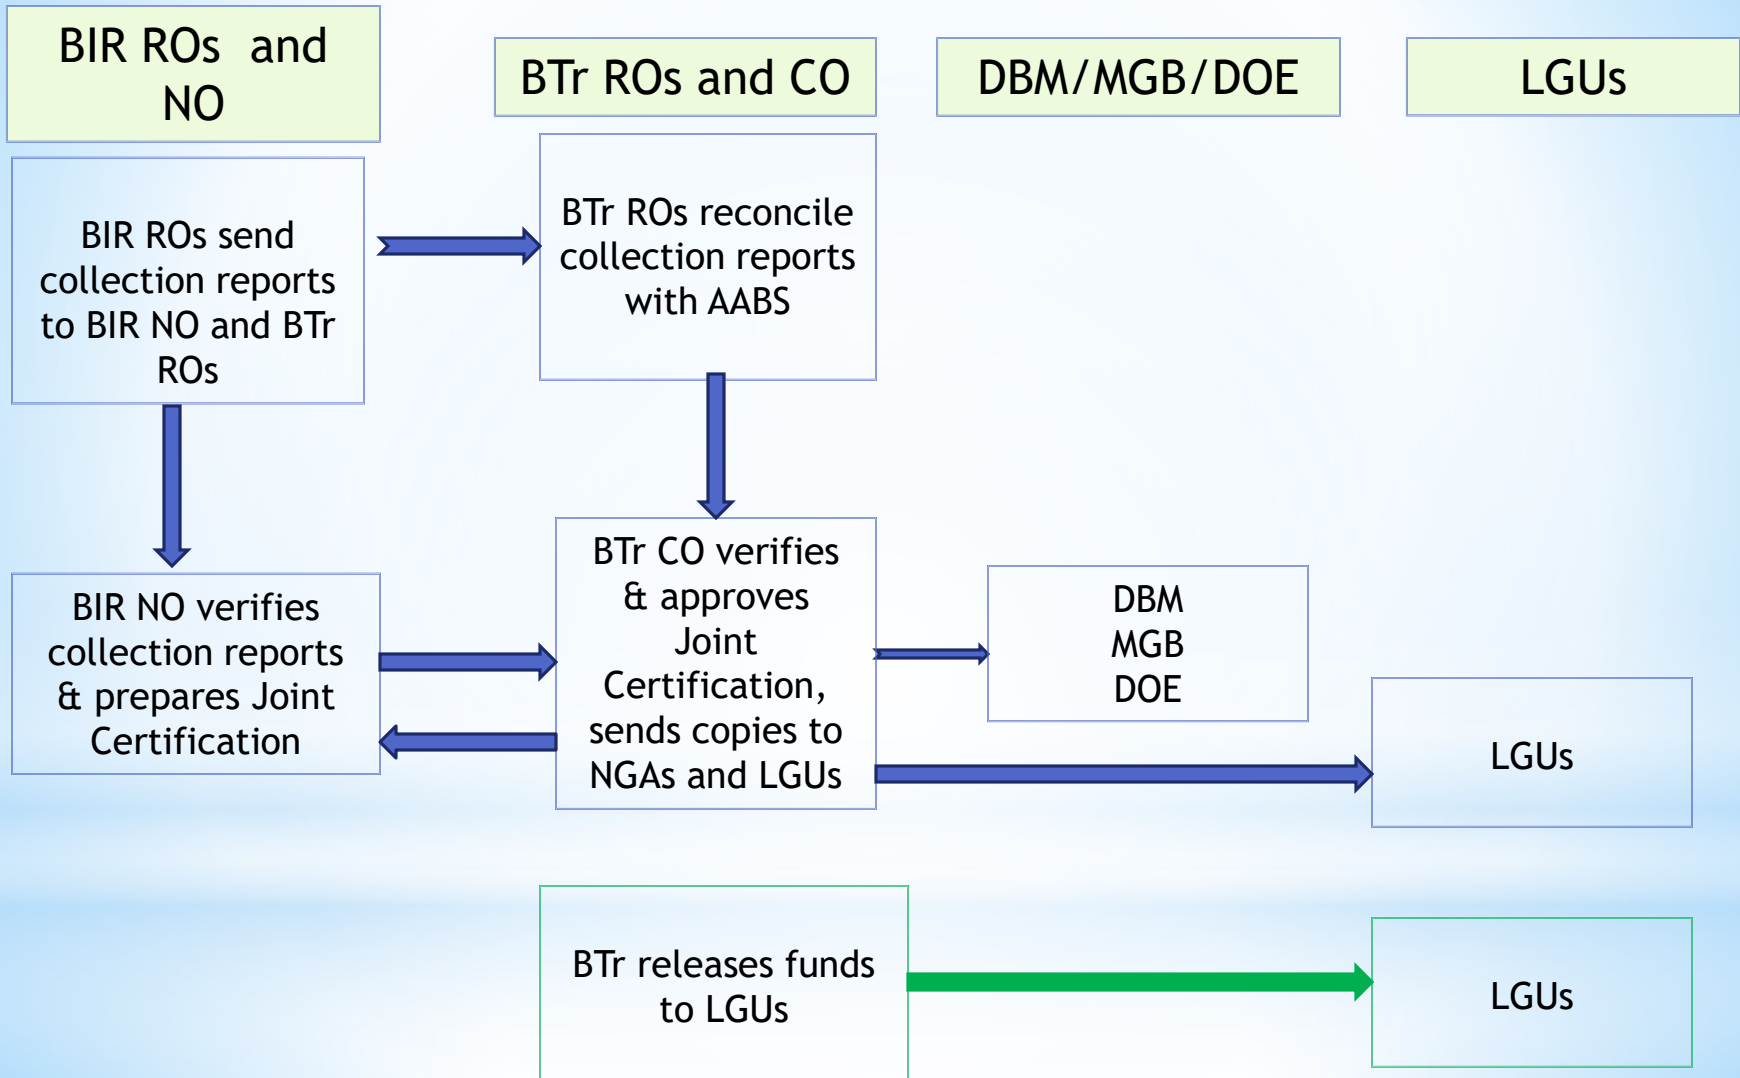 BIR ROs and
NO
BTr ROs and CO
DBM/MGB/DOE
LGUs
BIR ROs send
collection reports
to BIR NO and BTr
ROs
BTr ROs reconcile
collection reports
with AABS
BIR NO verifies
collection reports
& prepares Joint
Certification
BTr CO verifies
& approves
Joint
Certification,
sends copies to
NGAs and LGUs
DBM
MGB
DOE
LGUs
BTr releases funds
to LGUs
LGUs